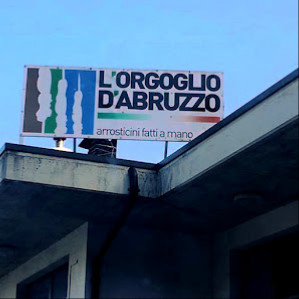 L'ORGOGLIO
D'ABRUZZO
arrosticini fatti a mano